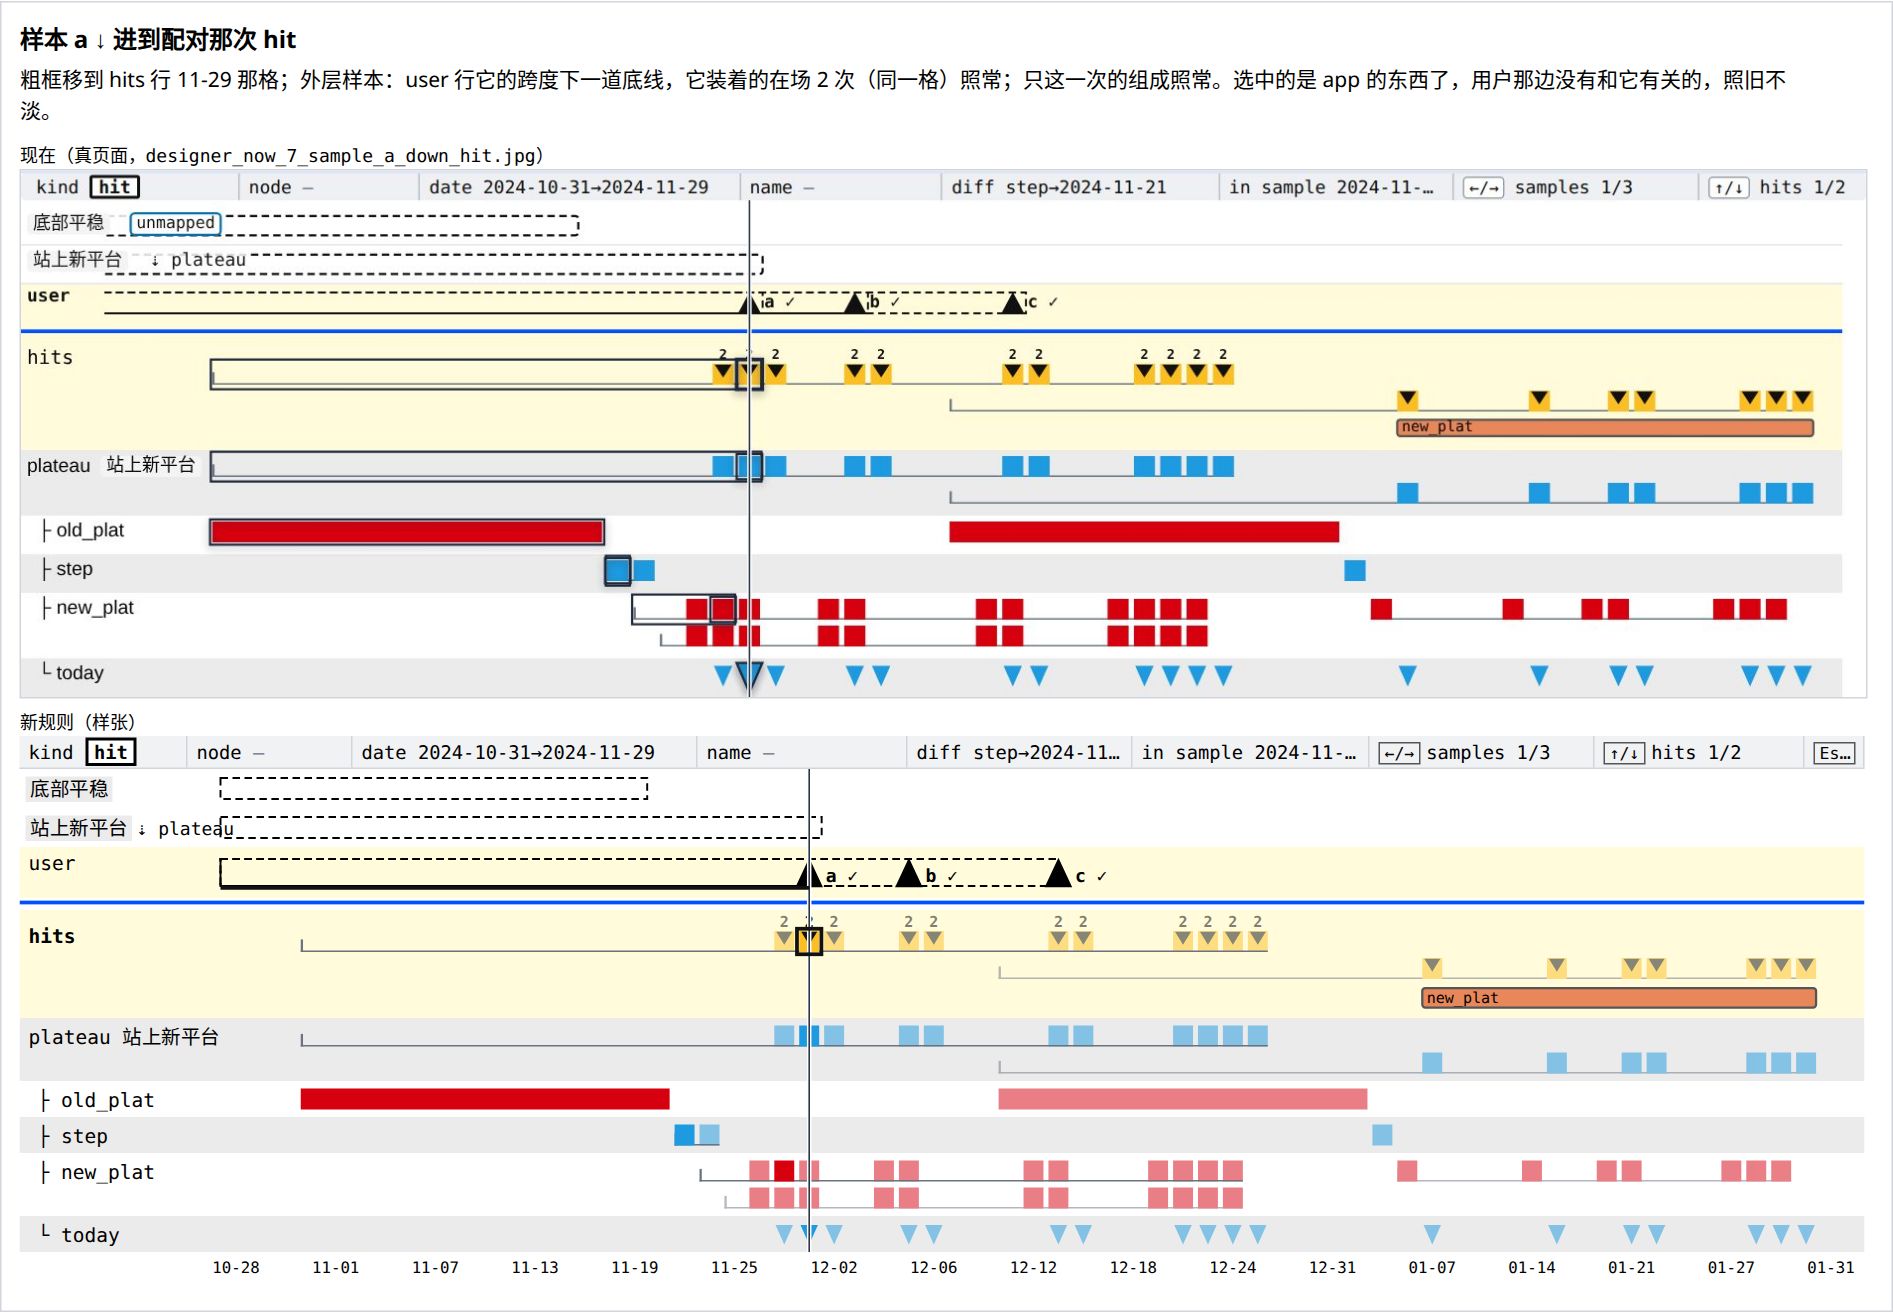 样本 a ↓ 进到配对那次 hit
粗框移到 hits 行 11-29 那格；外层样本：user 行它的跨度下一道底线，它装着的在场 2 次（同一格）照常；只这一次的组成照常。选中的是 app 的东西了，用户那边没有和它有关的，照旧不
淡。
现在（真页面，designer_now_7_sample_a_down_hit.jpg）
kind hit node — date 2024-10-31→2024-11-29 name — diff step→2024-11-21 in sample 2024-11-… ←/→ samples 1/3 ↑/↓ hits 1/2
底部平稳 unmapped
站上新平台 ⇣ plateau
user a ✓ b ✓ c ✓
hits 2 2 2 2 2 2 2 2 2 2
new_plat
plateau 站上新平台
├ old_plat
├ step
├ new_plat
└ today
新规则（样张）
kind hit node — date 2024-10-31→2024-11-29 name — diff step→2024-11… in sample 2024-11-… ←/→ samples 1/3 ↑/↓ hits 1/2 Es…
底部平稳
站上新平台 ⇣ plateau
user a ✓ b ✓ c ✓
hits 2 2 2 2 2 2 2 2 2 2
new_plat
plateau 站上新平台
├ old_plat
├ step
├ new_plat
└ today
10-28 11-01 11-07 11-13 11-19 11-25 12-02 12-06 12-12 12-18 12-24 12-31 01-07 01-14 01-21 01-27 01-31